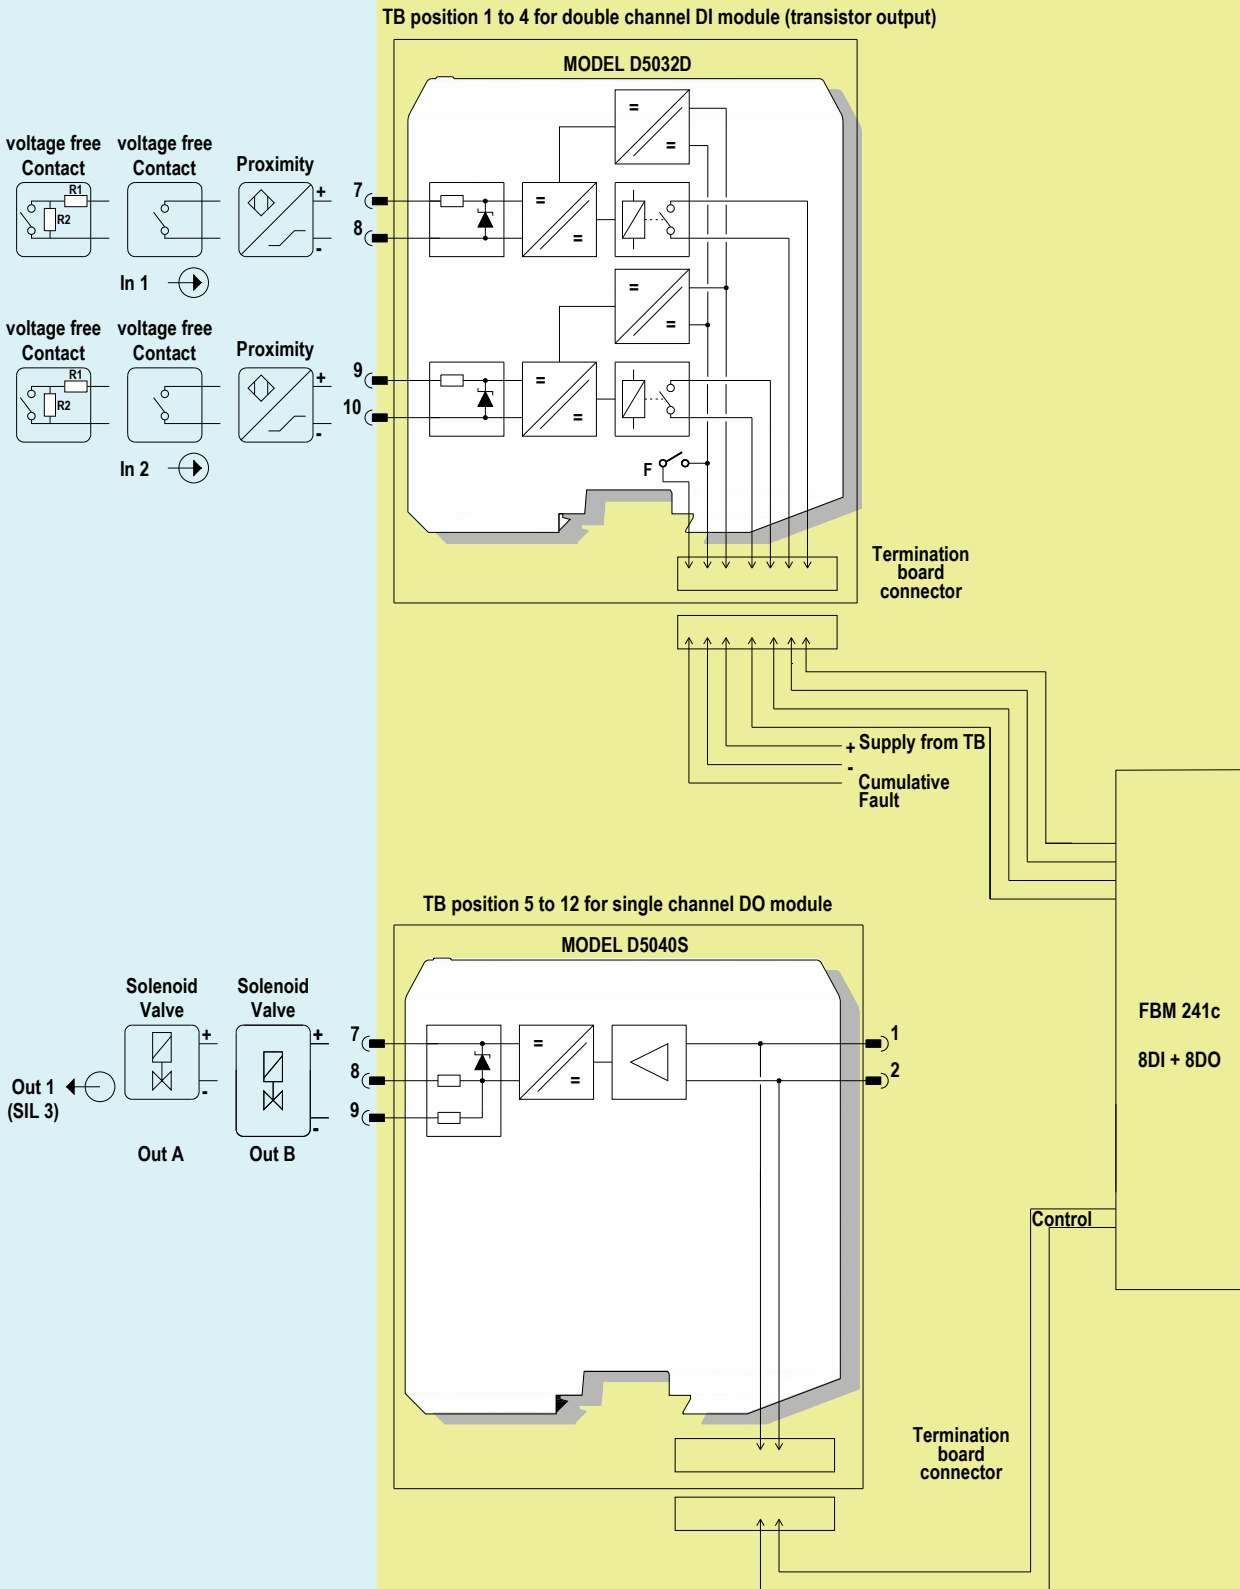 TB position 1 to 4 for double channel DI module (transistor output)
MODEL D5032D
voltage free
Contact
voltage free
Contact
Proximity
R1
R2
+
-
7
8
=
=
=
=
In 1
voltage free
Contact
voltage free
Contact
Proximity
R1
R2
+
-
9
10
=
=
=
=
In 2
F
Termination
board
connector
+ Supply from TB
-
Cumulative
Fault
TB position 5 to 12 for single channel DO module
MODEL D5040S
Solenoid
Valve
Solenoid
Valve
+
-
+
-
7
8
9
=
=
1
2
Out 1
(SIL 3)
Out A
Out B
FBM 241c
8DI + 8DO
Control
Termination
board
connector